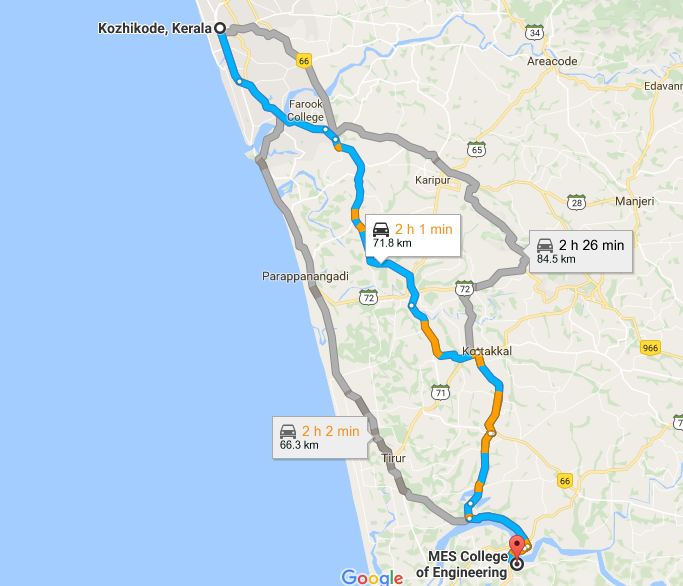 Kozhikode, Kerala
34
66
Areacode
Edavann
Farook
College
65
Karipur
28
Manjeri
2 h 1 min
71.8 km
2 h 26 min
84.5 km
Parappanangadi
72
72
Kottakkal
966
71
2 h 2 min
66.3 km
Tirur
66
MES College
of Engineering
Google